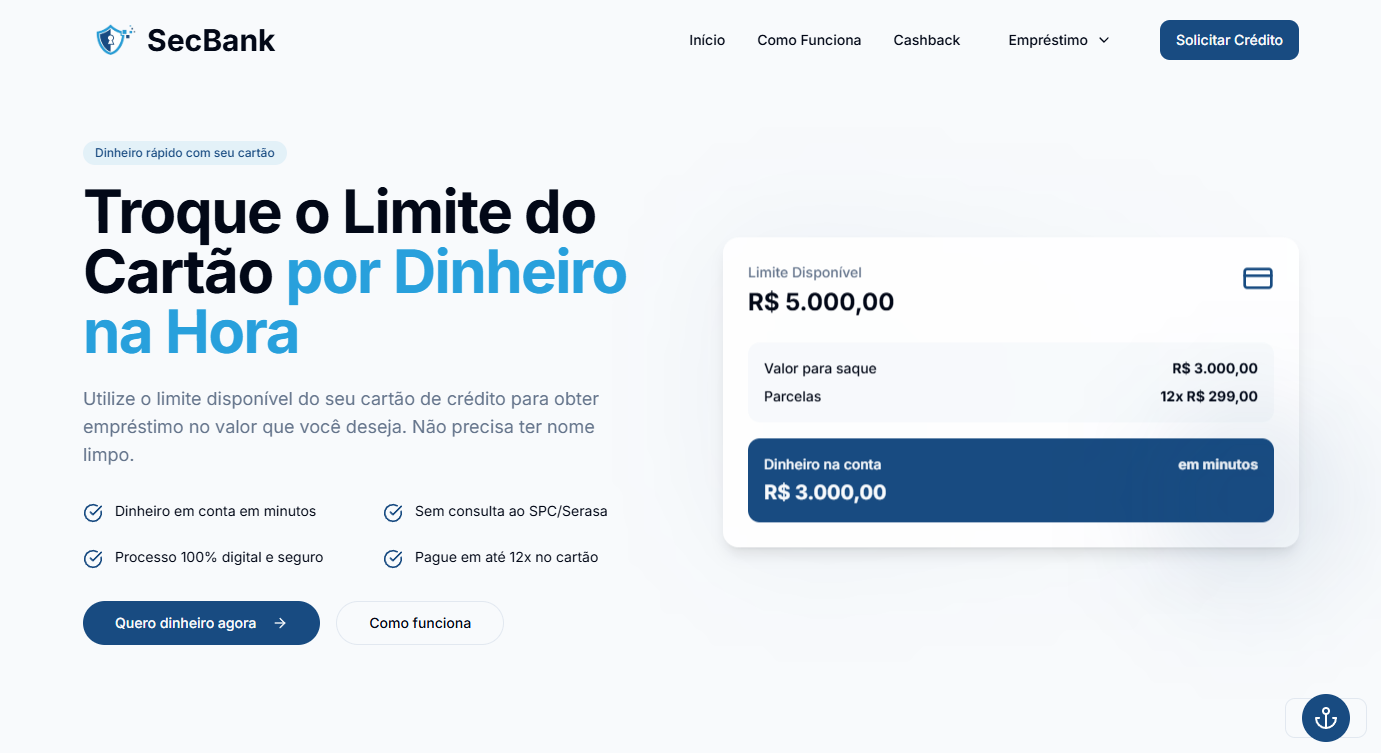 SecBank
Início
Como Funciona
Cashback
Empréstimo
Solicitar Crédito
Dinheiro rápido com seu cartão
Troque o Limite do
Cartão por Dinheiro
na Hora
Utilize o limite disponível do seu cartão de crédito para obter
empréstimo no valor que você deseja. Não precisa ter nome
limpo.
Dinheiro em conta em minutos
Sem consulta ao SPC/Serasa
Processo 100% digital e seguro
Pague em até 12x no cartão
Quero dinheiro agora
Como funciona
Limite Disponível
R$ 5.000,00
Valor para saque R$ 3.000,00
Parcelas 12x R$ 299,00
Dinheiro na conta em minutos
R$ 3.000,00